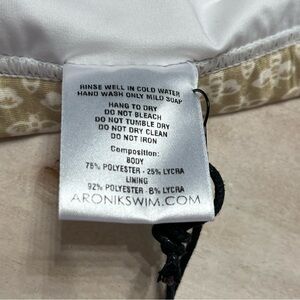 RINSE WELL IN COLD WATER
HAND WASH ONLY MILD SOAP
HANG TO DRY
DO NOT BLEACH
DO NOT TUMBLE DRY
DO NOT DRY CLEAN
DO NOT IRON
Composition:
BODY
75% POLYESTER - 25% LYCRA
LINING
92% POLYESTER - 8% LYCRA
ARONIKSWIM.COM